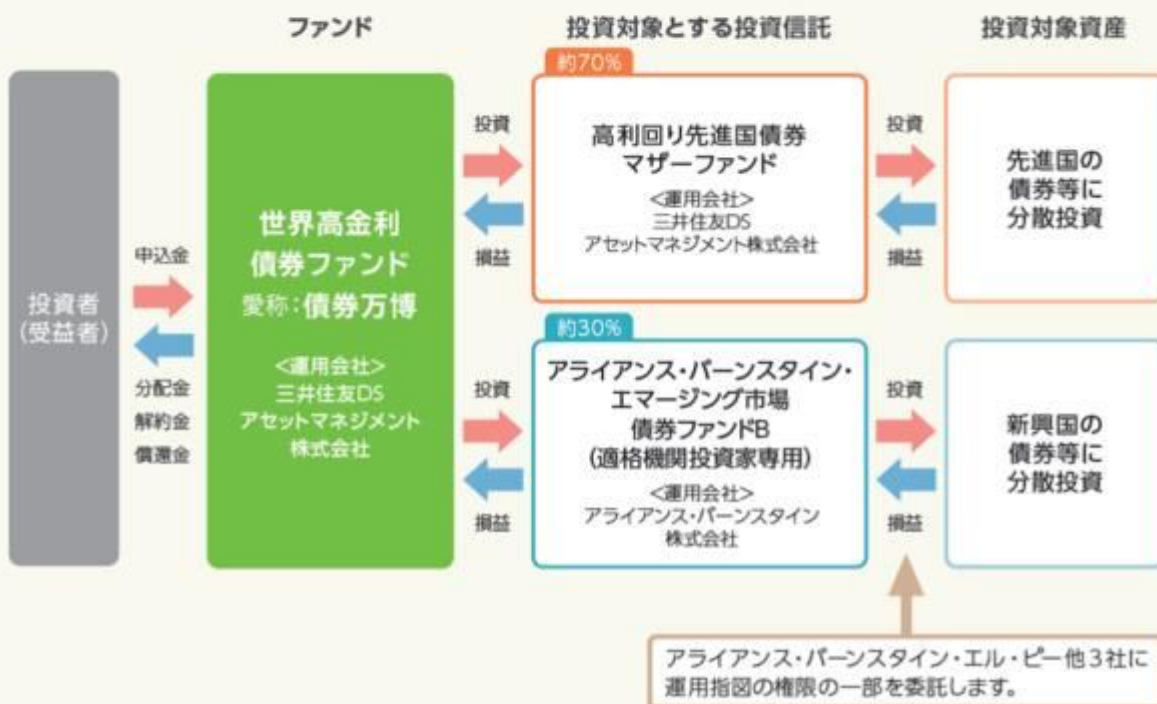 ファンド
投資対象とする投資信託
投資対象資産
投資者
(受益者)
申込金
分配金
解約金
償還金
世界高金利
債券ファンド
愛称:債券万博
<運用会社>
三井住友DS
アセットマネジメント
株式会社
投資
損益
約70%
高利回り先進国債券
マザーファンド
<運用会社>
三井住友DS
アセットマネジメント株式会社
投資
損益
先進国の
債券等に
分散投資
投資
損益
約30%
アライアンス・バーンスタイン・
エマージング市場
債券ファンドB
(適格機関投資家専用)
<運用会社>
アライアンス・バーンスタイン
株式会社
投資
損益
新興国の
債券等に
分散投資
アライアンス・バーンスタイン・エル・ピー他3社に
運用指図の権限の一部を委託します。